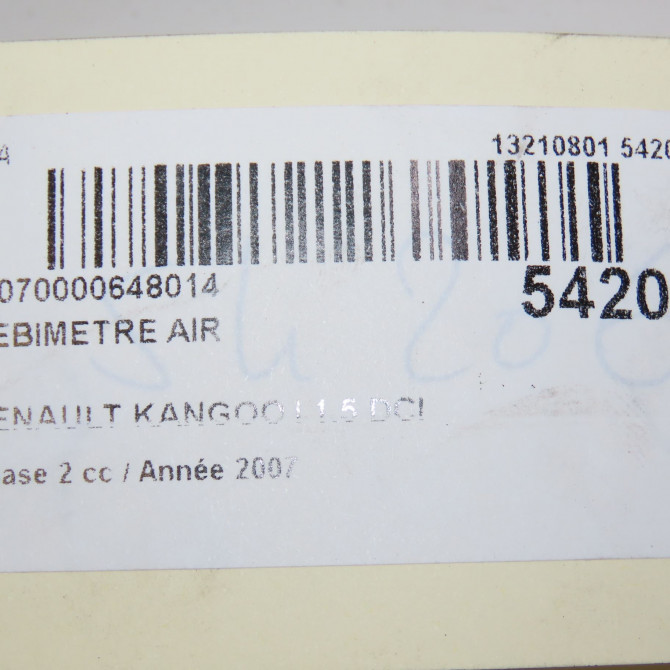 A 13210801 5420
070000648014 5420
EBIMETRE AIR
ENAULT KANGOO I 1.5 DCI
ase 2 cc / Année 2007